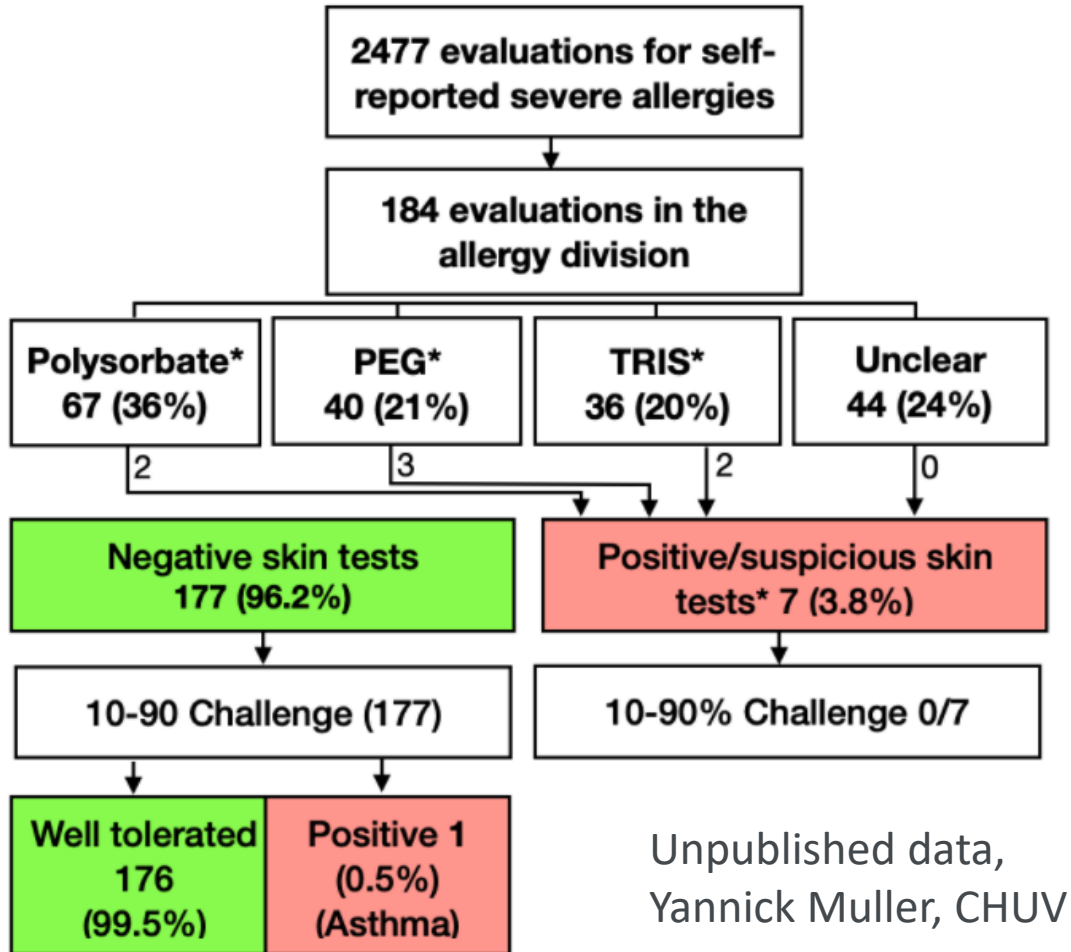 2477 evaluations for self-
reported severe allergies
184 evaluations in the
allergy division
Polysorbate*
67 (36%)
PEG*
40 (21%)
TRIS*
36 (20%)
Unclear
44 (24%)
2
3
2
0
Negative skin tests
177 (96.2%)
Positive/suspicious skin
tests* 7 (3.8%)
10-90 Challenge (177)
10-90% Challenge 0/7
Well tolerated
176
(99.5%)
Positive 1
(0.5%)
(Asthma)
Unpublished data,
Yannick Muller, CHUV